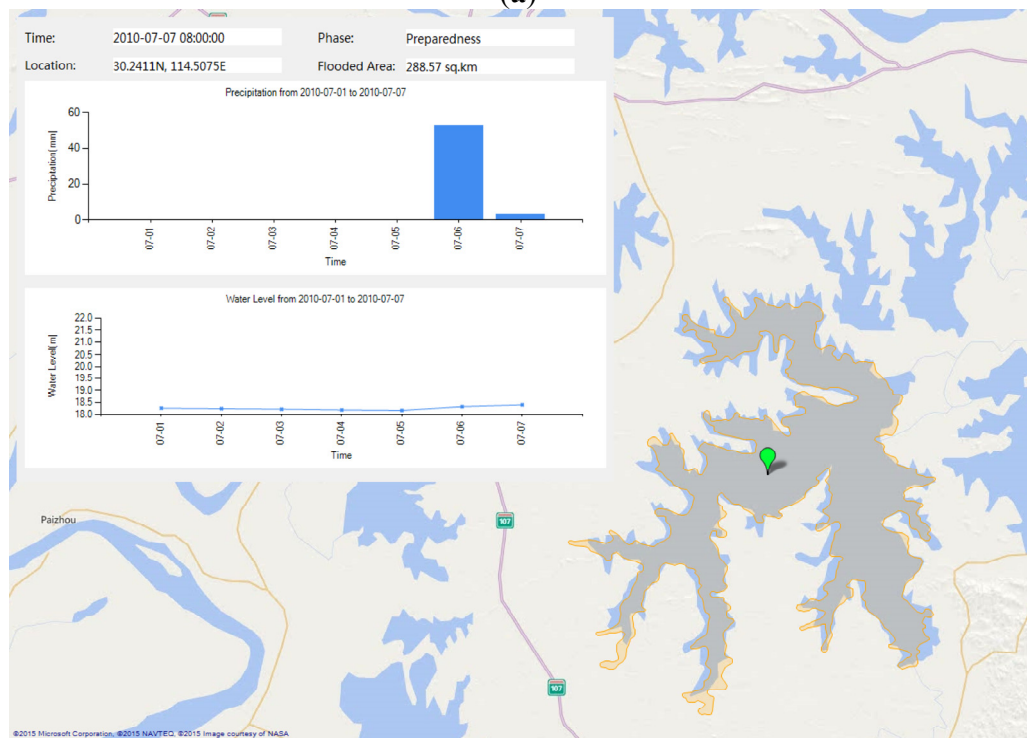 (a)
Time: 2010-07-07 08:00:00 Phase: Preparedness
Location: 30.2411N, 114.5075E Flooded Area: 288.57 sq.km
Precipitation from 2010-07-01 to 2010-07-07
Precipitation[mm]
60
40
20
0
07-01 07-02 07-03 07-04 07-05 07-06 07-07
Time
Water Level from 2010-07-01 to 2010-07-07
Water Level[m]
22.0
21.5
21.0
20.5
20.0
19.5
19.0
18.5
18.0
07-01 07-02 07-03 07-04 07-05 07-06 07-07
Time
Paizhou
107
107
©2015 Microsoft Corporation, ©2015 NAVTEQ, ©2015 Image courtesy of NASA